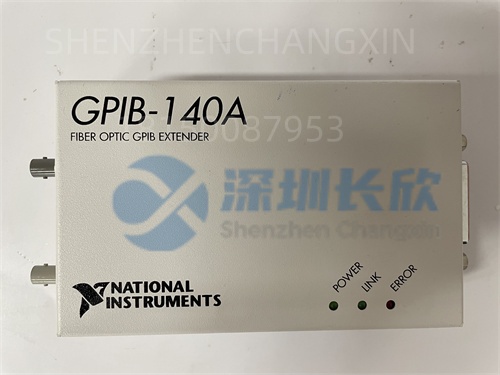 SHENZHENCHANGXIN
GPIB-140A
0087953
FIBER OPTIC GPIB EXTENDER
深圳长欣
Shenzhen Changxin
NATIONAL
INSTRUMENTS
POWER
LINK
ERROR